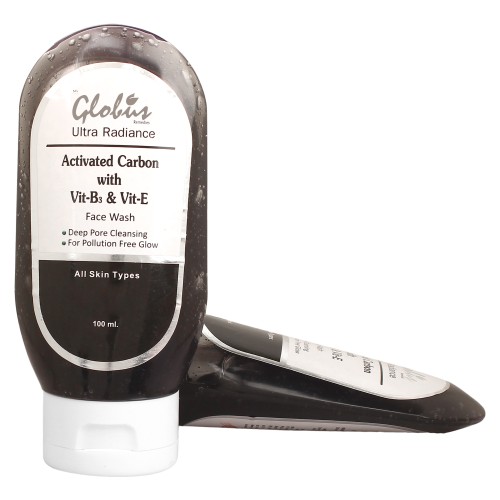 Globus
Remedies
Ultra Radiance
Activated Carbon
with
Vit-B₃ & Vit-E
Face Wash
Deep Pore Cleansing
For Pollution Free Glow
All Skin Types
100 ml.